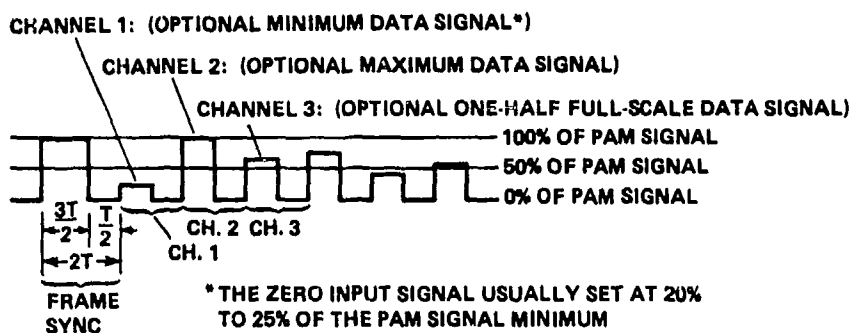 CHANNEL 1: (OPTIONAL MINIMUM DATA SIGNAL*)
CHANNEL 2: (OPTIONAL MAXIMUM DATA SIGNAL)
CHANNEL 3: (OPTIONAL ONE-HALF FULL-SCALE DATA SIGNAL)
100% OF PAM SIGNAL
50% OF PAM SIGNAL
0% OF PAM SIGNAL
3T/2 T/2
CH. 2 CH. 3
CH. 1
2T
FRAME
SYNC
* THE ZERO INPUT SIGNAL USUALLY SET AT 20%
TO 25% OF THE PAM SIGNAL MINIMUM